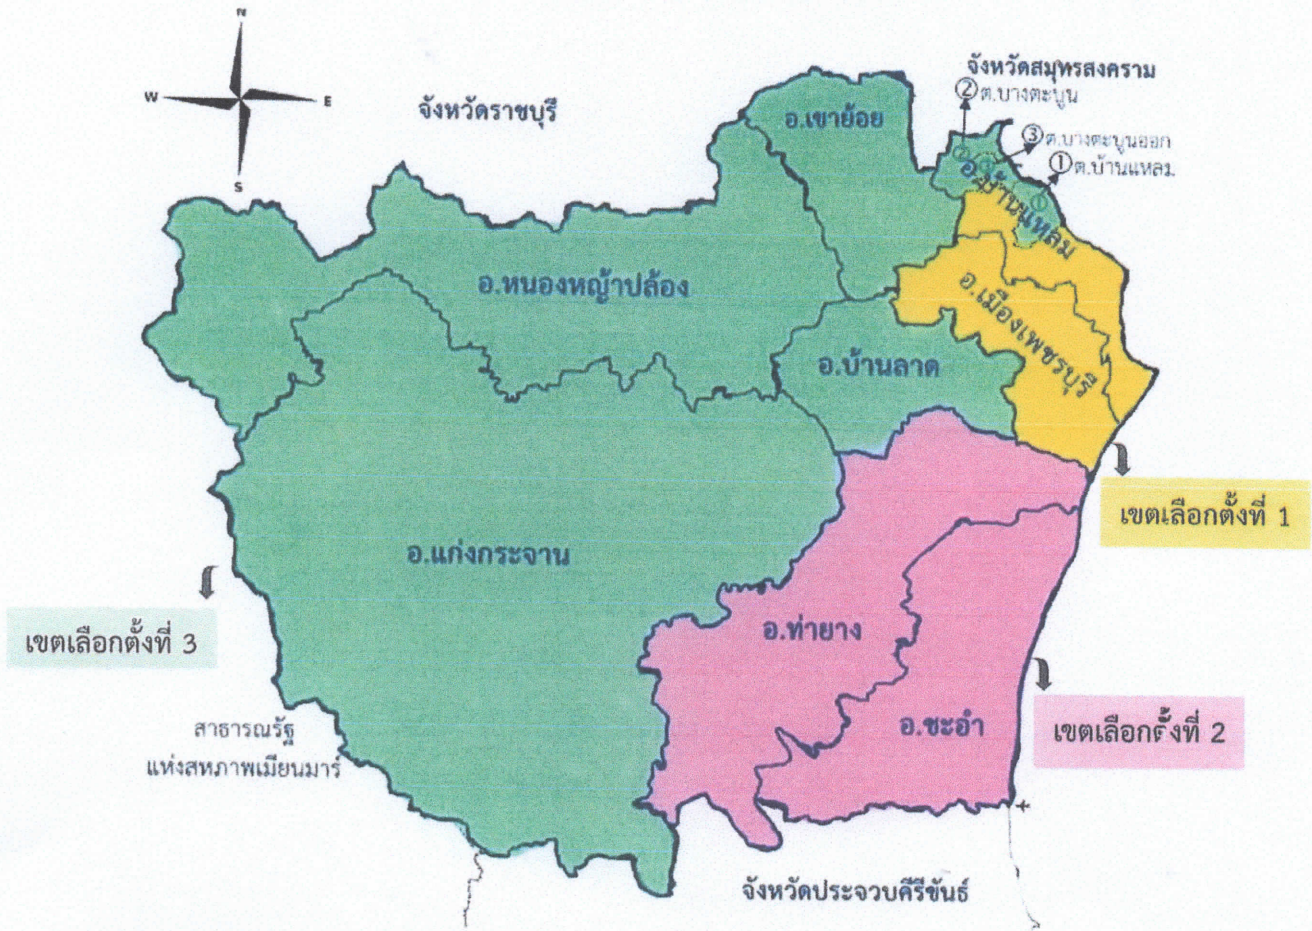 N
W
E
S
จังหวัดราชบุรี
จังหวัดสมุทรสงคราม
② ต.บางตะบูน
③ ต.บางตะบูนออก
① ต.บ้านแหลม
อ.เขาย้อย
อ.บ้านแหลม
อ.หนองหญ้าปล้อง
อ.เมืองเพชรบุรี
อ.บ้านลาด
เขตเลือกตั้งที่ 1
อ.แก่งกระจาน
อ.ท่ายาง
เขตเลือกตั้งที่ 3
อ.ชะอำ
เขตเลือกตั้งที่ 2
สาธารณรัฐ
แห่งสหภาพเมียนมาร์
จังหวัดประจวบคีรีขันธ์